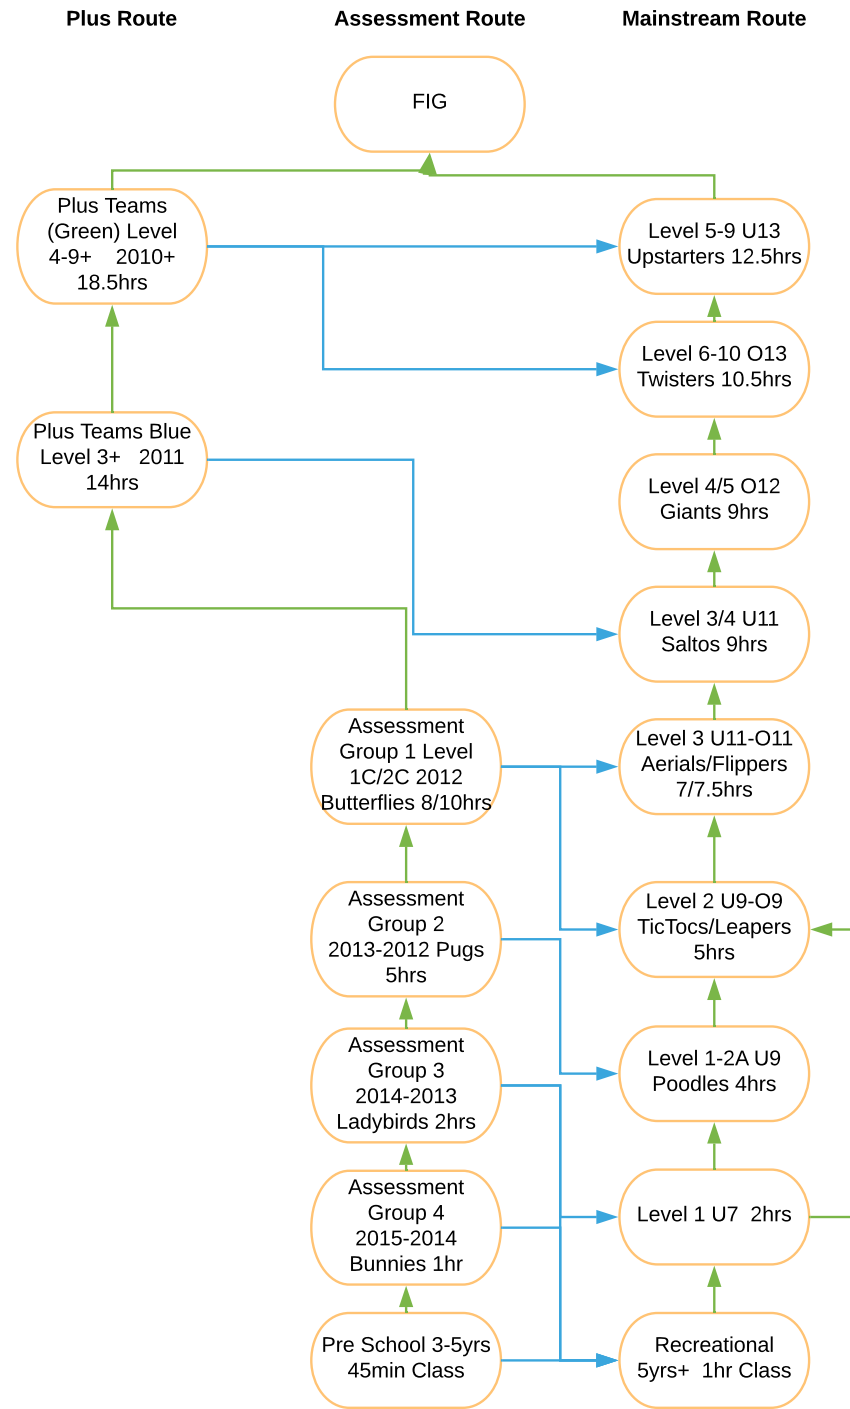 Plus Route
Assessment Route
Mainstream Route
FIG
Plus Teams
(Green) Level
4-9+    2010+
18.5hrs
Level 5-9 U13
Upstarters 12.5hrs
Level 6-10 O13
Twisters 10.5hrs
Plus Teams Blue
Level 3+   2011
14hrs
Level 4/5 O12
Giants 9hrs
Level 3/4 U11
Saltos 9hrs
Assessment
Group 1 Level
1C/2C 2012
Butterflies 8/10hrs
Level 3 U11-O11
Aerials/Flippers
7/7.5hrs
Assessment
Group 2
2013-2012 Pugs
5hrs
Level 2 U9-O9
TicTocs/Leapers
5hrs
Assessment
Group 3
2014-2013
Ladybirds 2hrs
Level 1-2A U9
Poodles 4hrs
Assessment
Group 4
2015-2014
Bunnies 1hr
Level 1 U7  2hrs
Pre School 3-5yrs
45min Class
Recreational
5yrs+  1hr Class